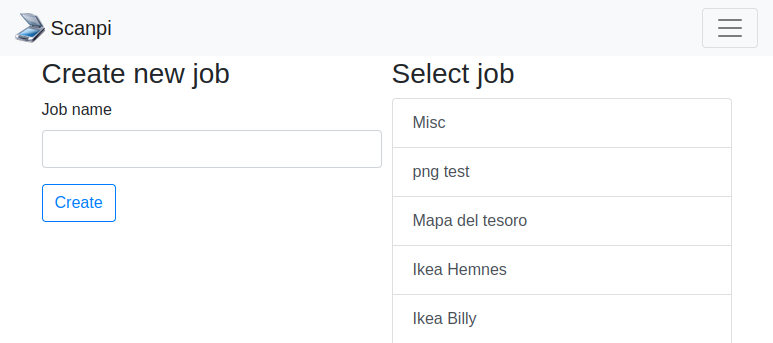 Scanpi
Create new job
Job name
Create
Select job
Misc
png test
Mapa del tesoro
Ikea Hemnes
Ikea Billy